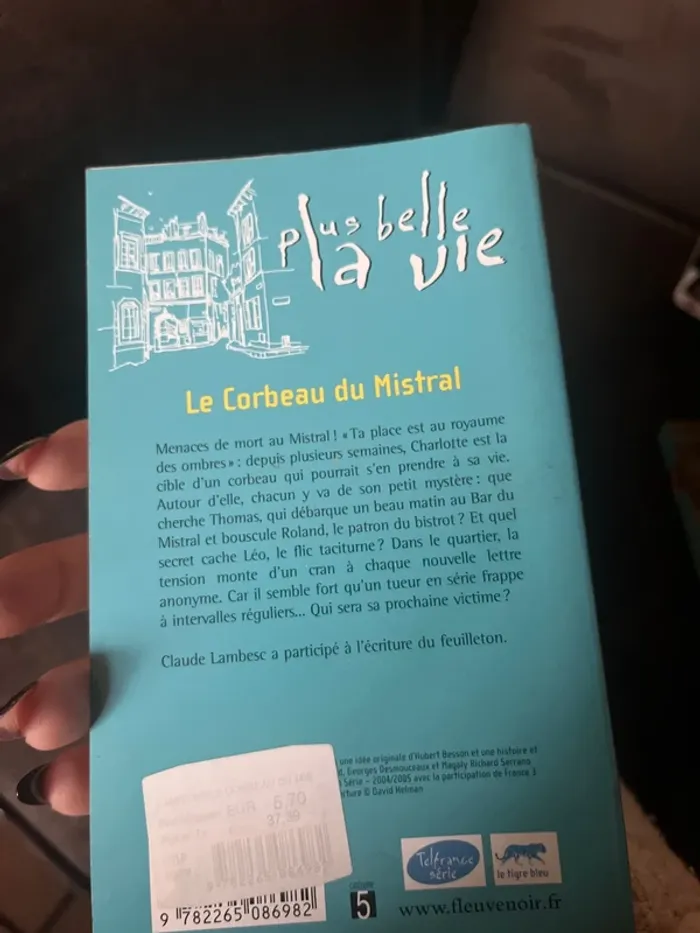 plus belle
la vie
Le Corbeau du Mistral
Menaces de mort au Mistral ! «Ta place est au royaume
des ombres» : depuis plusieurs semaines, Charlotte est la
cible d'un corbeau qui pourrait s'en prendre à sa vie.
Autour d'elle, chacun y va de son petit mystère : que
cherche Thomas, qui débarque un beau matin au Bar du
Mistral et bouscule Roland, le patron du bistrot ? Et quel
secret cache Léo, le flic taciturne ? Dans le quartier, la
tension monte d'un cran à chaque nouvelle lettre
anonyme. Car il semble fort qu'un tueur en série frappe
à intervalles réguliers... Qui sera sa prochaine victime ?
Claude Lambesc a participé à l'écriture du feuilleton.
une idée originale d'Hubert Besson et une histoire et
Georges Desmouceaux et Magaly Richard Serrano
Série – 2004/2005 avec la participation de France 3
© David Helman
EUR 6,70
Telfrance
série
le tigre bleu
9 782265 086982
5
www.fleuvenoir.fr